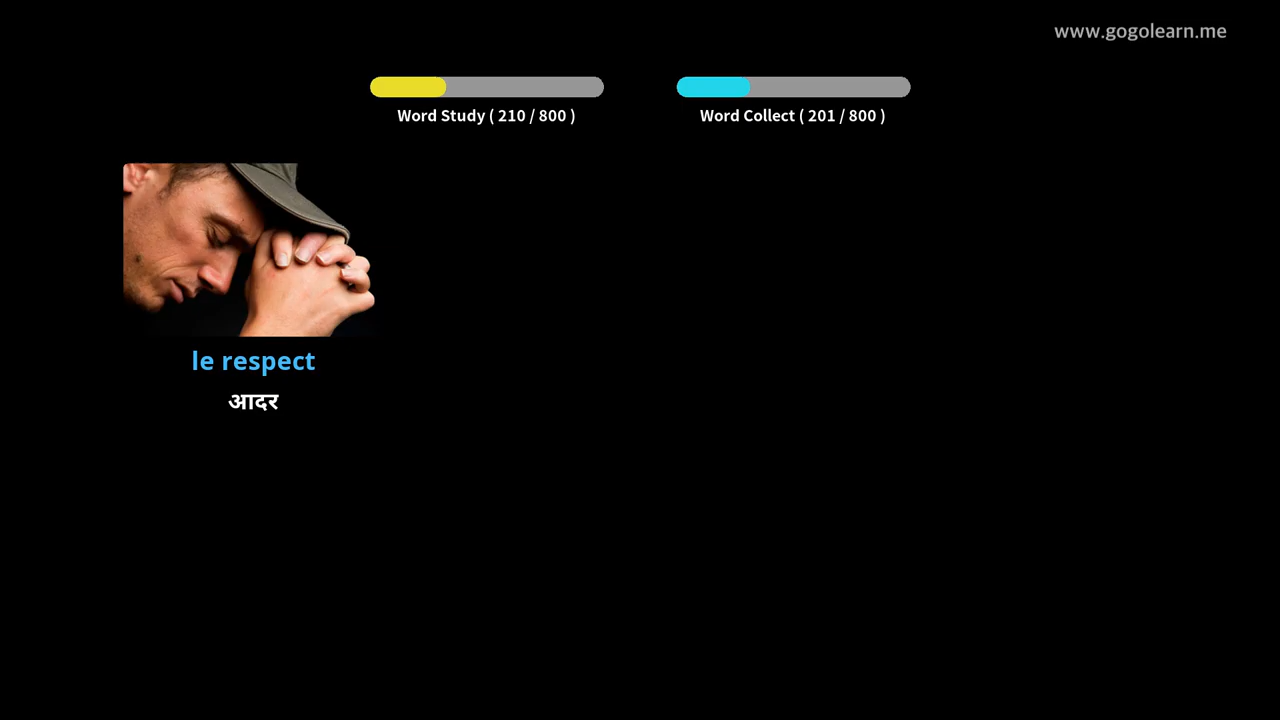 www.gogolearn.me
Word Study ( 210 / 800 )
Word Collect ( 201 / 800 )
le respect
आदर